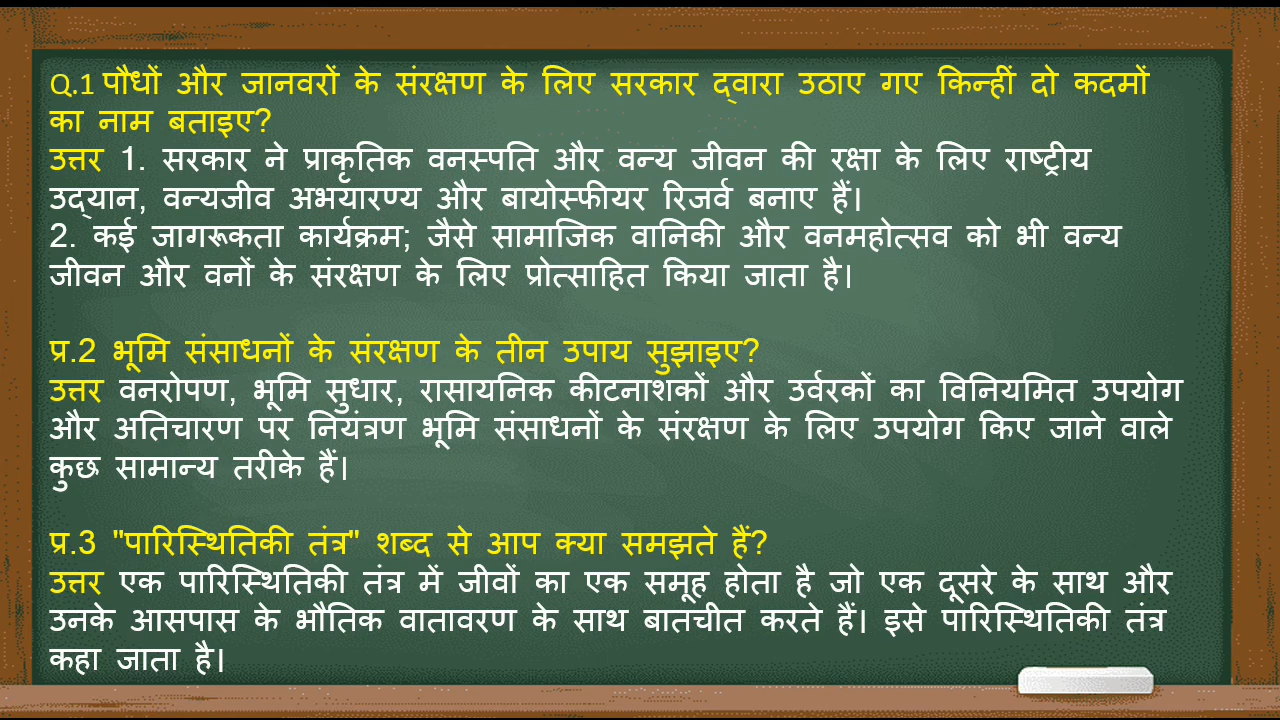 Q.1 पौधों और जानवरों के संरक्षण के लिए सरकार द्वारा उठाए गए किन्हीं दो कदमों
का नाम बताइए?
उत्तर 1. सरकार ने प्राकृतिक वनस्पति और वन्य जीवन की रक्षा के लिए राष्ट्रीय
उद्यान, वन्यजीव अभयारण्य और बायोस्फीयर रिजर्व बनाए हैं।
2. कई जागरूकता कार्यक्रम; जैसे सामाजिक वानिकी और वनमहोत्सव को भी वन्य
जीवन और वनों के संरक्षण के लिए प्रोत्साहित किया जाता है।
प्र.2 भूमि संसाधनों के संरक्षण के तीन उपाय सुझाइए?
उत्तर वनरोपण, भूमि सुधार, रासायनिक कीटनाशकों और उर्वरकों का विनियमित उपयोग
और अतिचारण पर नियंत्रण भूमि संसाधनों के संरक्षण के लिए उपयोग किए जाने वाले
कुछ सामान्य तरीके हैं।
प्र.3 "पारिस्थितिकी तंत्र" शब्द से आप क्या समझते हैं?
उत्तर एक पारिस्थितिकी तंत्र में जीवों का एक समूह होता है जो एक दूसरे के साथ और
उनके आसपास के भौतिक वातावरण के साथ बातचीत करते हैं। इसे पारिस्थितिकी तंत्र
कहा जाता है।